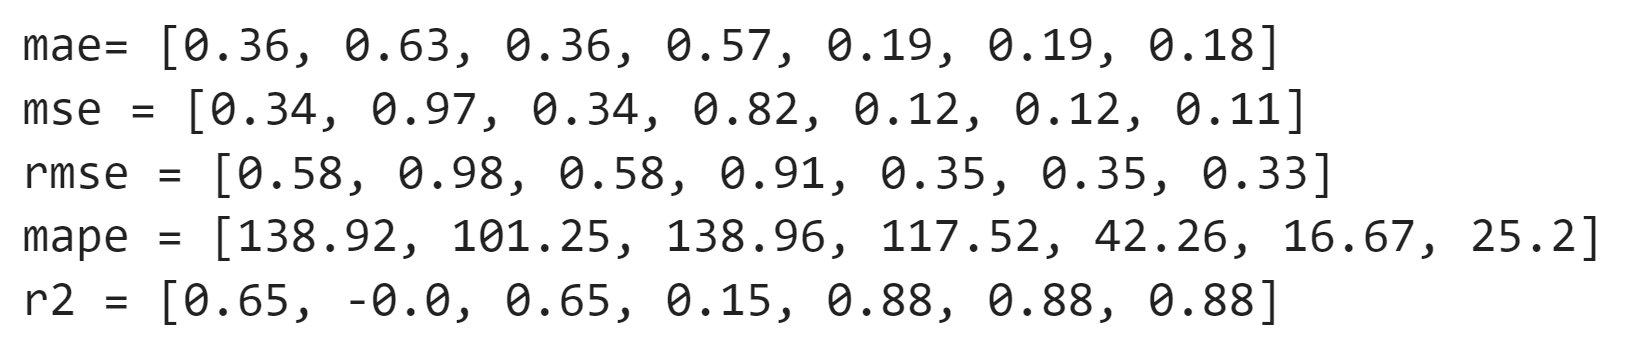 mae= [0.36, 0.63, 0.36, 0.57, 0.19, 0.19, 0.18]
mse = [0.34, 0.97, 0.34, 0.82, 0.12, 0.12, 0.11]
rmse = [0.58, 0.98, 0.58, 0.91, 0.35, 0.35, 0.33]
mape = [138.92, 101.25, 138.96, 117.52, 42.26, 16.67, 25.2]
r2 = [0.65, -0.0, 0.65, 0.15, 0.88, 0.88, 0.88]